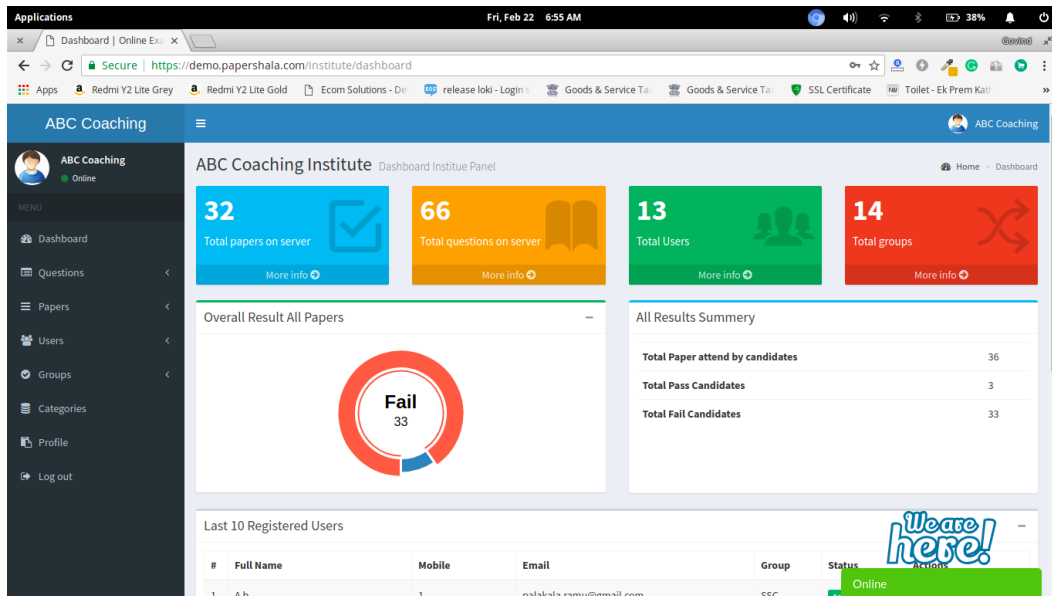 Applications
Fri, Feb 22 6:55 AM
38%
Dashboard | Online Exa
Govind
Secure | https://demo.papershala.com/Institute/dashboard
Apps
Redmi Y2 Lite Grey
Redmi Y2 Lite Gold
Ecom Solutions - De
release loki - Login s
Goods & Service Ta
Goods & Service Ta
SSL Certificate
Toilet - Ek Prem Kath
ABC Coaching
ABC Coaching
ABC Coaching
Online
MENU
Dashboard
Questions
Papers
Users
Groups
Categories
Profile
Log out
ABC Coaching Institute Dashboard Institue Panel
Home
Dashboard
32
Total papers on server
More info
66
Total questions on server
More info
13
Total Users
More info
14
Total groups
More info
Overall Result All Papers
Fail
33
All Results Summery
Total Paper attend by candidates 36
Total Pass Candidates 3
Total Fail Candidates 33
Last 10 Registered Users
We are
here!
# Full Name Mobile Email Group Status Actions
Online